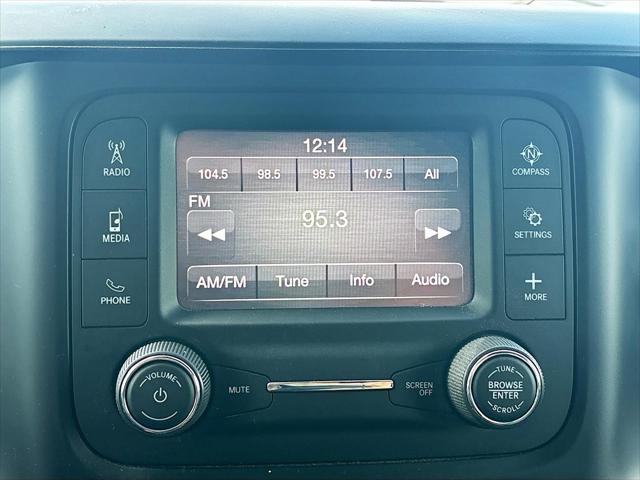 12:14
104.5 98.5 99.5 107.5 All
FM
95.3
AM/FM Tune Info Audio
RADIO
MEDIA
PHONE
N
COMPASS
SETTINGS
MORE
VOLUME
MUTE
SCREEN
OFF
TUNE
BROWSE
ENTER
SCROLL